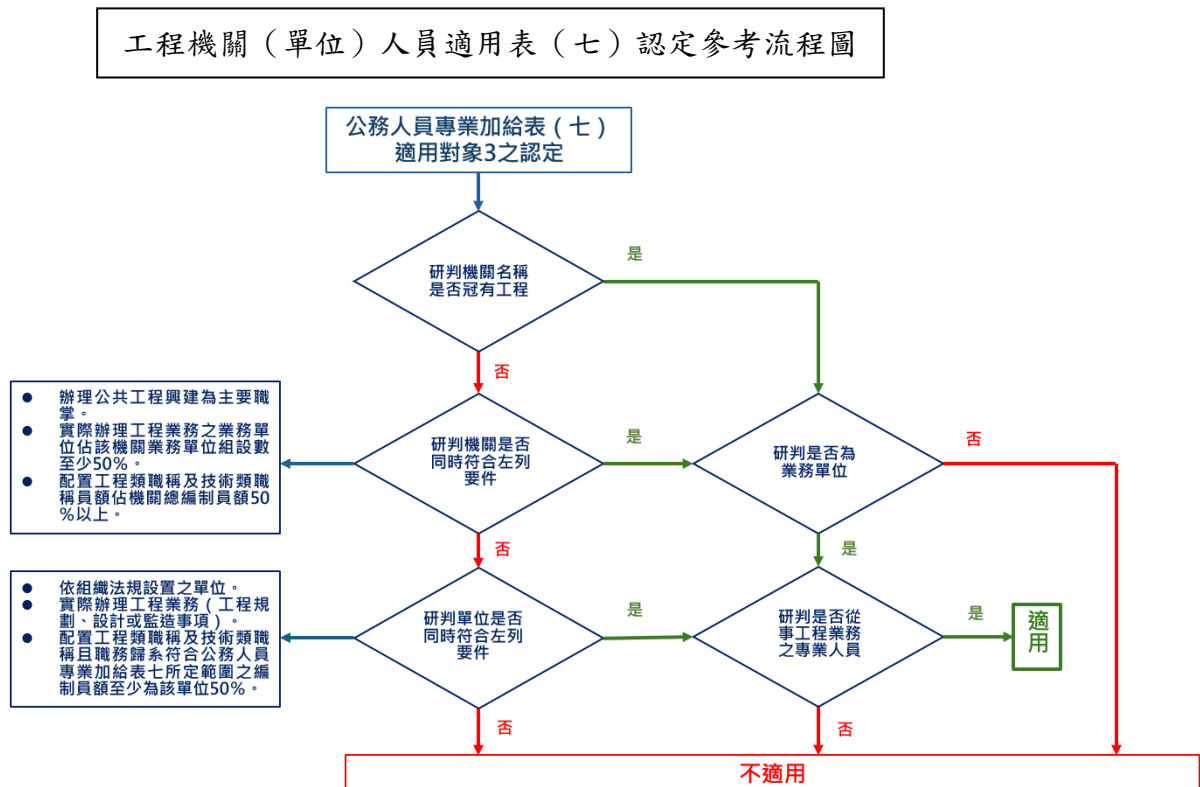 工程機關（單位）人員適用表（七）認定參考流程圖
公務人員專業加給表（七）
適用對象3之認定
研判機關名稱
是否冠有工程
是
否
● 辦理公共工程興建為主要職
掌。
● 實際辦理工程業務之業務單
位佔該機關業務單位組設數
至少50%。
● 配置工程類職稱及技術類職
稱員額佔機關總編制員額50
%以上。
研判機關是否
同時符合左列
要件
是
研判是否為
業務單位
否
否
是
● 依組織法規設置之單位。
● 實際辦理工程業務（工程規
劃、設計或監造事項）。
● 配置工程類職稱及技術類職
稱且職務歸系符合公務人員
專業加給表七所定範圍之編
制員額至少為該單位50%。
研判單位是否
同時符合左列
要件
是
研判是否從
事工程業務
之專業人員
是
適
用
否
否
不適用